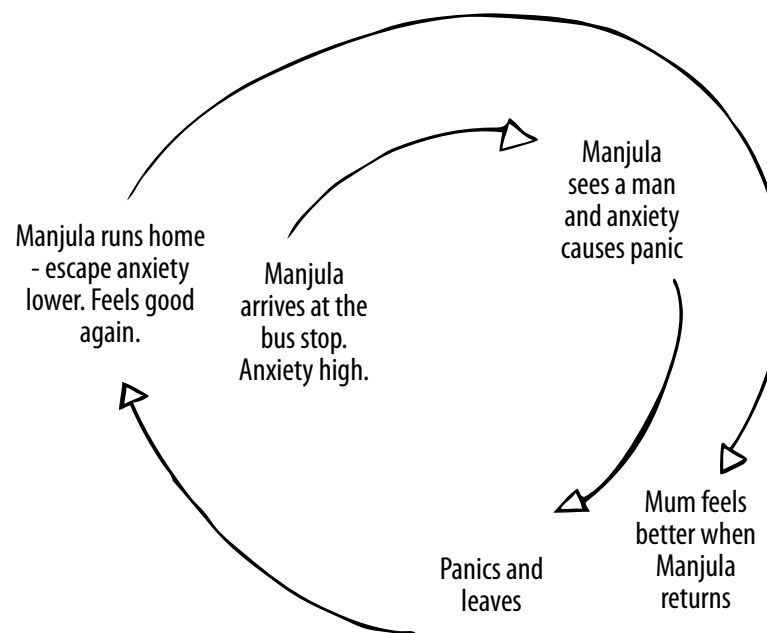 Manjula
arrives at the
bus stop.
Anxiety high.
Manjula
sees a man
and anxiety
causes panic
Panics and
leaves
Manjula runs home
- escape anxiety
lower. Feels good
again.
Mum feels
better when
Manjula
returns